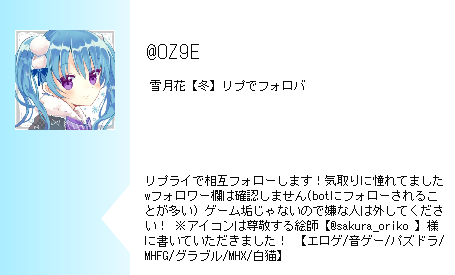 @OZ9E
雪月花【冬】リプでフォロバ
リプライで相互フォローします！気取りに憧れてました
wフォロワー欄は確認しません(botにフォローされるこ
とが多い) ゲーム垢じゃないので嫌な人は外してくださ
い！ ※アイコンは尊敬する絵師【@sakura_oriko 】様
に書いていただきました！ 【エロゲ/音ゲー/パズドラ/
MHFG/グラブル/MHX/白猫】